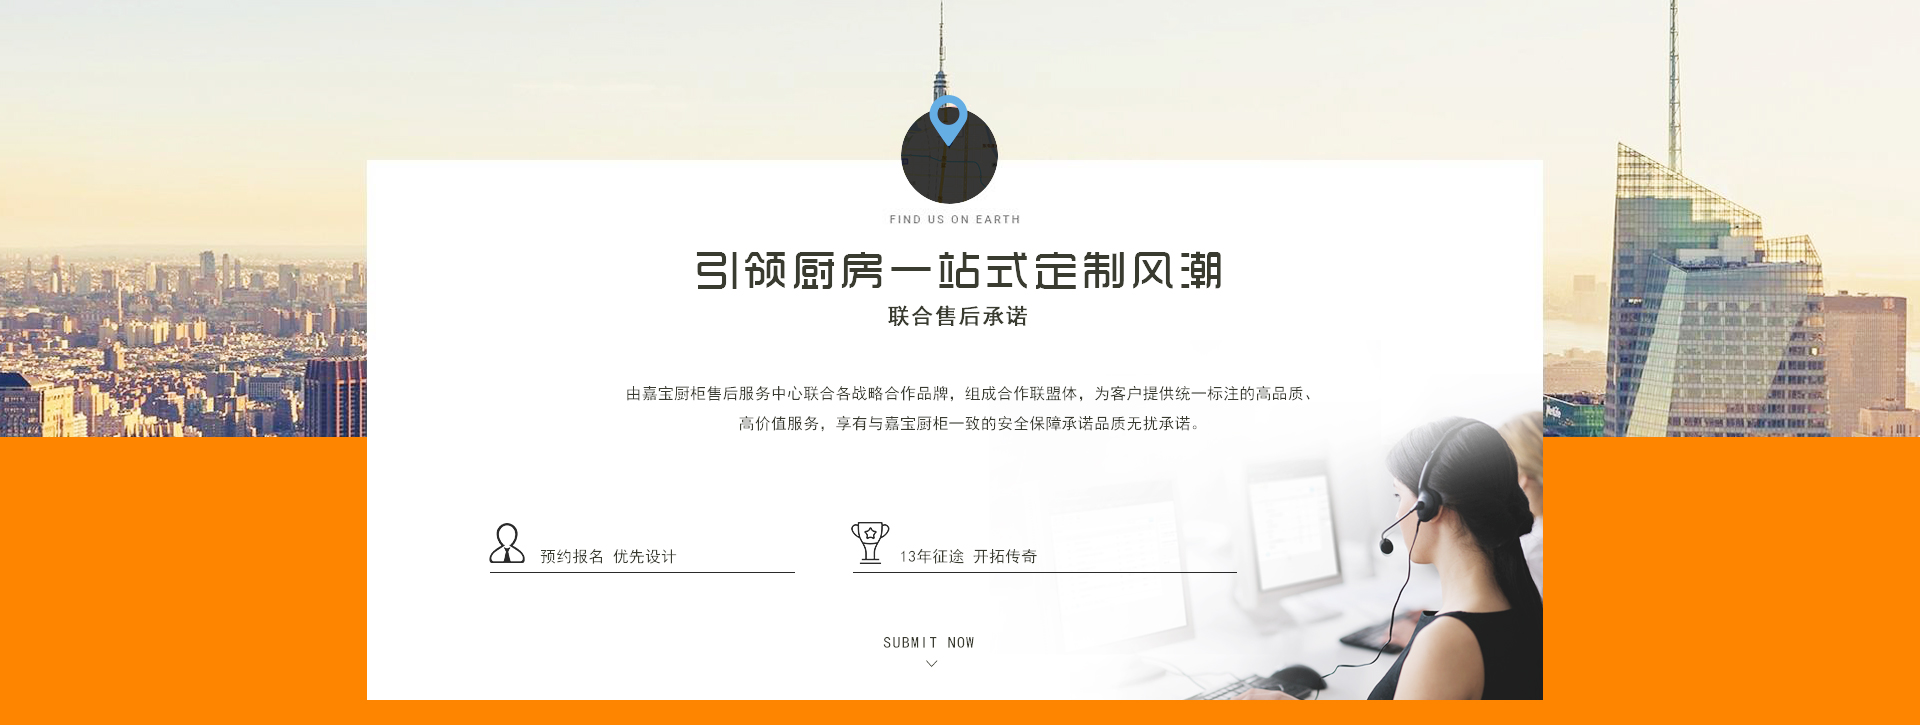 FIND US ON EARTH
引领厨房一站式定制风潮
联合售后承诺
由嘉宝厨柜售后服务中心联合各战略合作品牌，组成合作联盟体，为客户提供统一标注的高品质、
高价值服务，享有与嘉宝厨柜一致的安全保障承诺品质无扰承诺。
MetLife
预约报名 优先设计
13年征途 开拓传奇
SUBMIT NOW